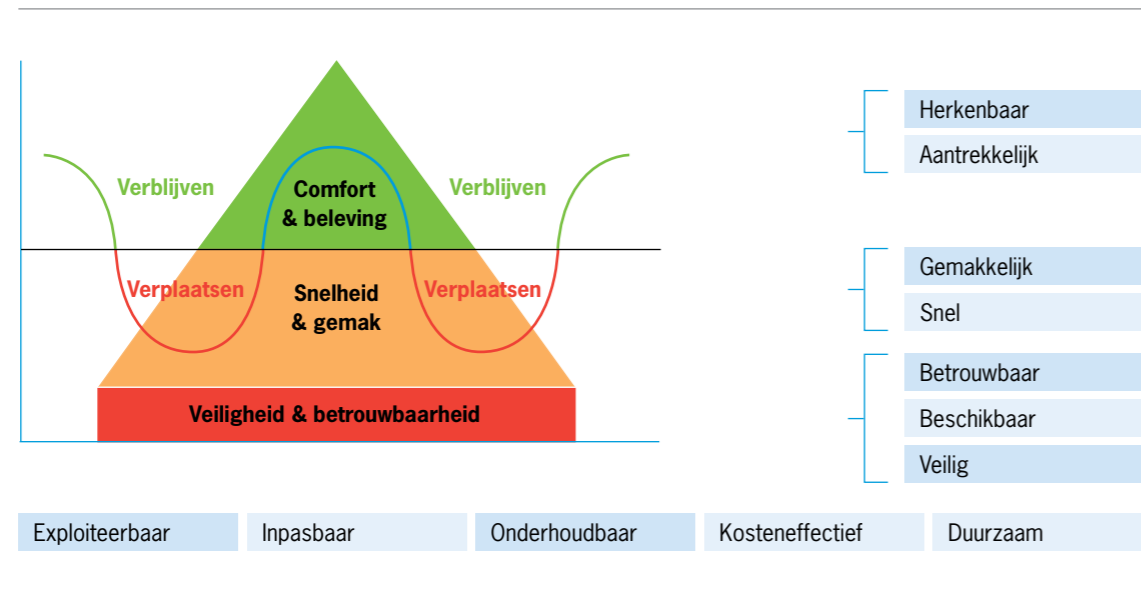 Verblijven
Comfort
& beleving
Verblijven
Verplaatsen
Snelheid
& gemak
Verplaatsen
Veiligheid & betrouwbaarheid
Herkenbaar
Aantrekkelijk
Gemakkelijk
Snel
Betrouwbaar
Beschikbaar
Veilig
Exploiteerbaar
Inpasbaar
Onderhoudbaar
Kosteneffectief
Duurzaam